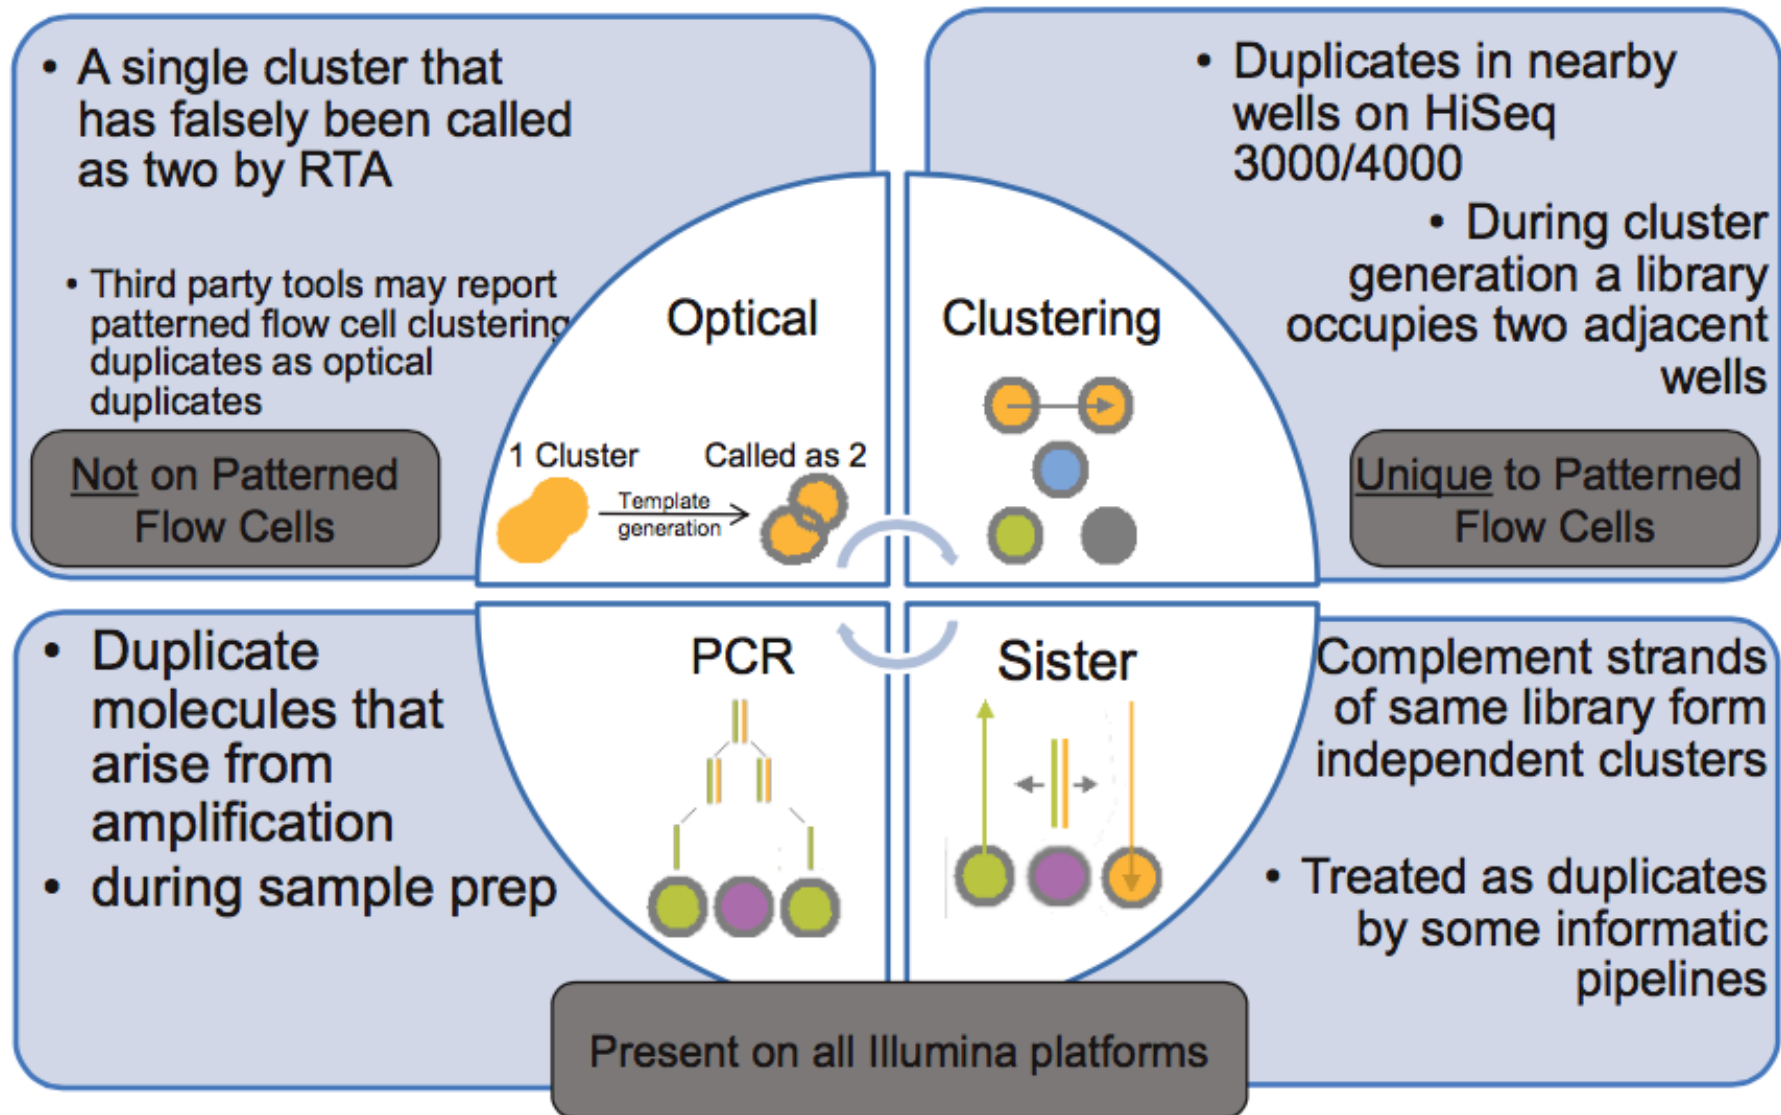 • A single cluster that
has falsely been called
as two by RTA
• Third party tools may report
patterned flow cell clustering
duplicates as optical
duplicates
Not on Patterned
Flow Cells
Optical
1 Cluster
Called as 2
Template
generation
• Duplicates in nearby
wells on HiSeq
3000/4000
• During cluster
generation a library
occupies two adjacent
wells
Clustering
Unique to Patterned
Flow Cells
• Duplicate
molecules that
arise from
amplification
• during sample prep
PCR
Sister
Complement strands
of same library form
independent clusters
• Treated as duplicates
by some informatic
pipelines
Present on all Illumina platforms